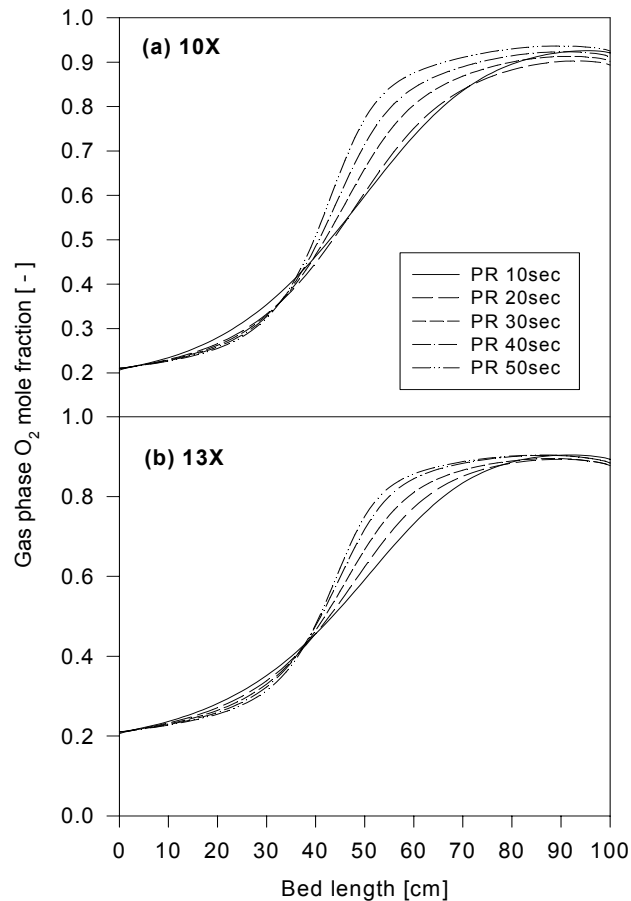 Gas phase O2 mole fraction [ - ]
1.0
(a) 10X
0.9
0.8
0.7
0.6
0.5
0.4
0.3
0.2
PR 10sec
PR 20sec
PR 30sec
PR 40sec
PR 50sec
1.0
(b) 13X
0.8
0.6
0.4
0.2
0.0
0 10 20 30 40 50 60 70 80 90 100
Bed length [cm]